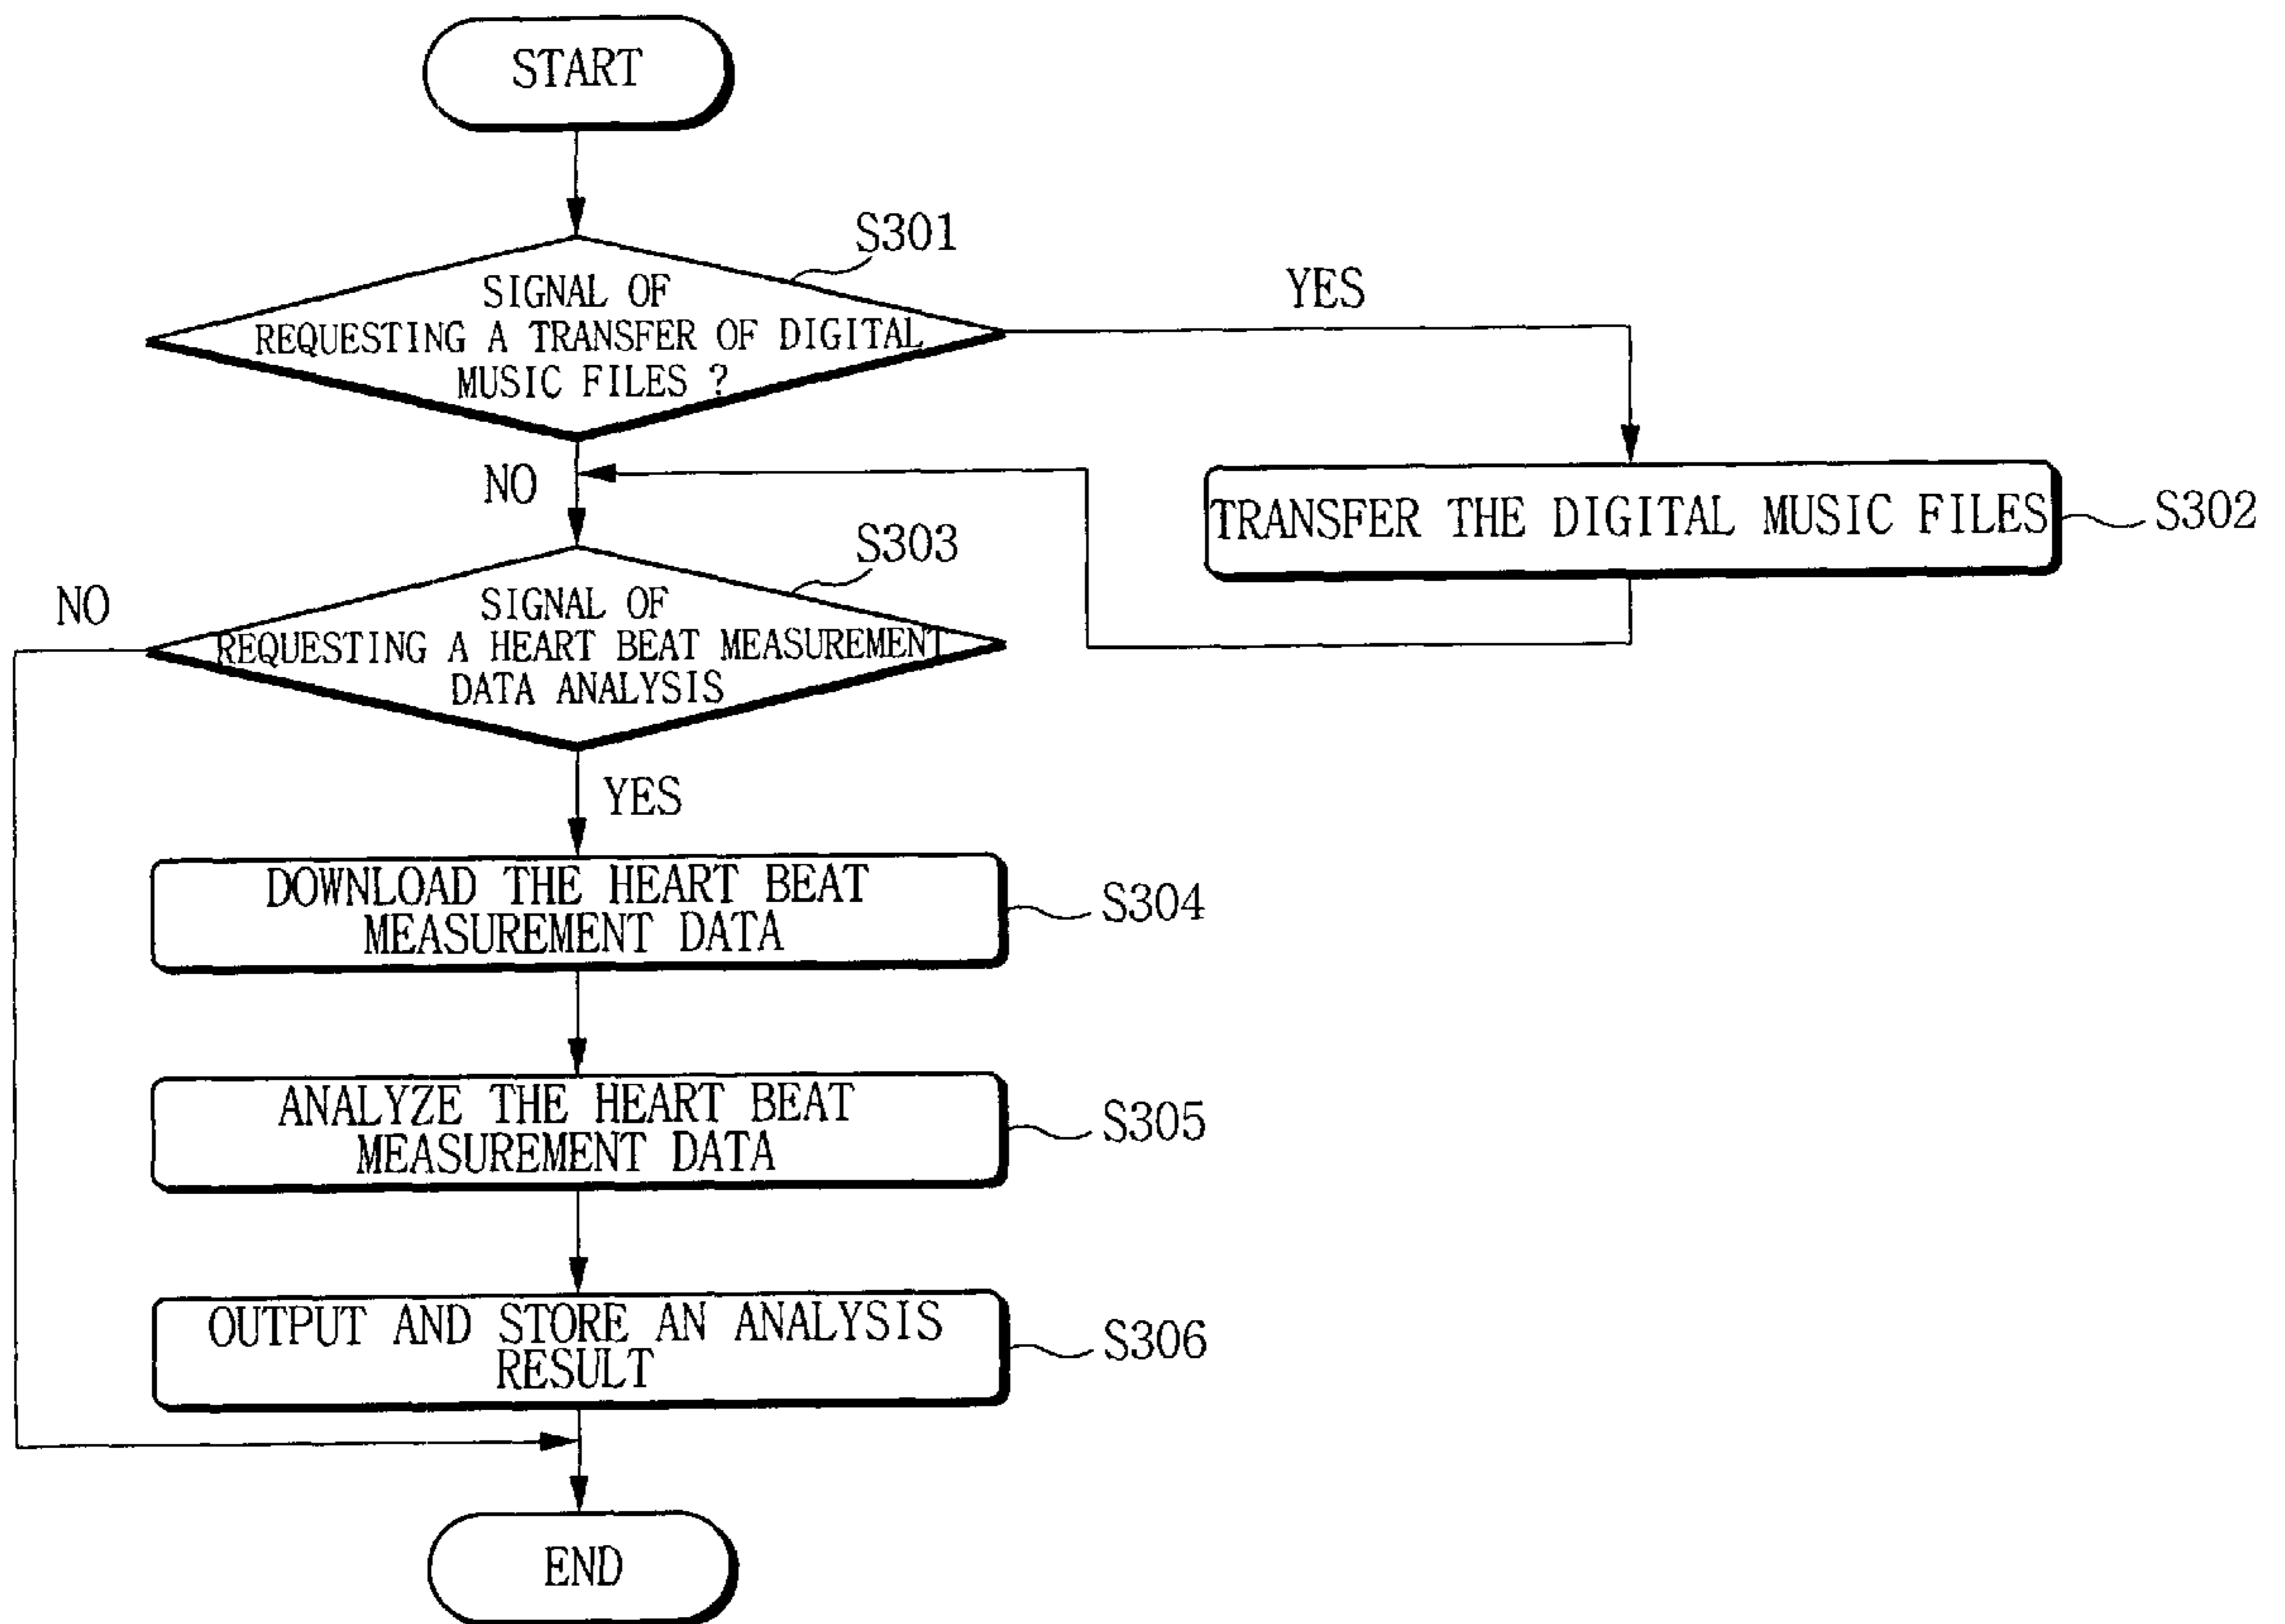 START
S301
SIGNAL OF
REQUESTING A TRANSFER OF DIGITAL
MUSIC FILES ?
YES
NO
TRANSFER THE DIGITAL MUSIC FILES
S302
S303
NO
SIGNAL OF
REQUESTING A HEART BEAT MEASUREMENT
DATA ANALYSIS
YES
DOWNLOAD THE HEART BEAT
MEASUREMENT DATA
S304
ANALYZE THE HEART BEAT
MEASUREMENT DATA
S305
OUTPUT AND STORE AN ANALYSIS
RESULT
S306
END